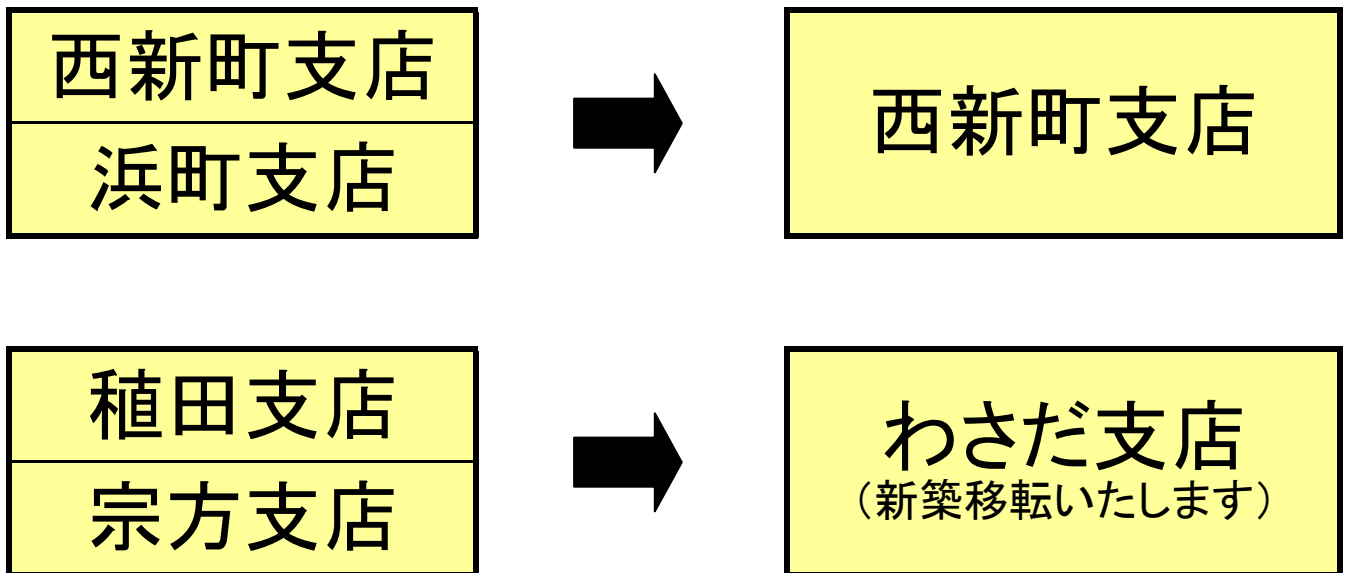 西新町支店
浜町支店
西新町支店
稙田支店
宗方支店
わさだ支店
（新築移転いたします）